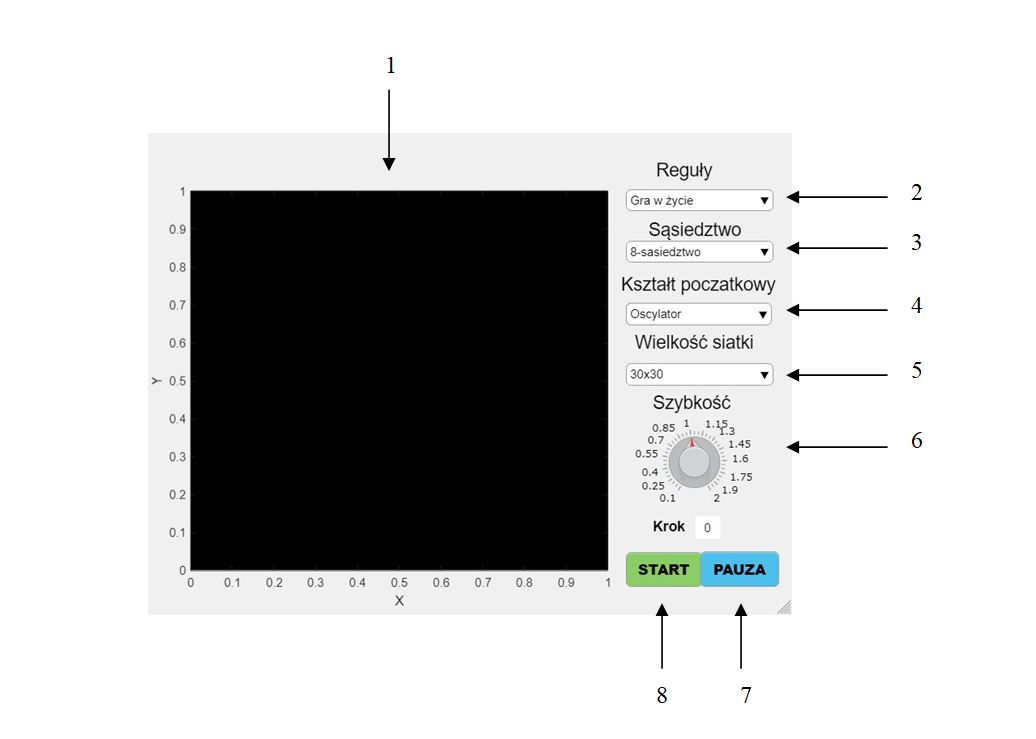 1
Reguły
Gra w życie
2
Sąsiedztwo
8-sasiedztwo
3
Kształt poczatkowy
Oscylator
4
Wielkość siatki
30x30
5
Szybkość
0.1
0.25
0.4
0.55
0.7
0.85
1
1.15
1.3
1.45
1.6
1.75
1.9
2
6
Krok 0
START PAUZA
8 7
1
0.9
0.8
0.7
0.6
0.5
0.4
0.3
0.2
0.1
0
Y
0 0.1 0.2 0.3 0.4 0.5 0.6 0.7 0.8 0.9 1
X